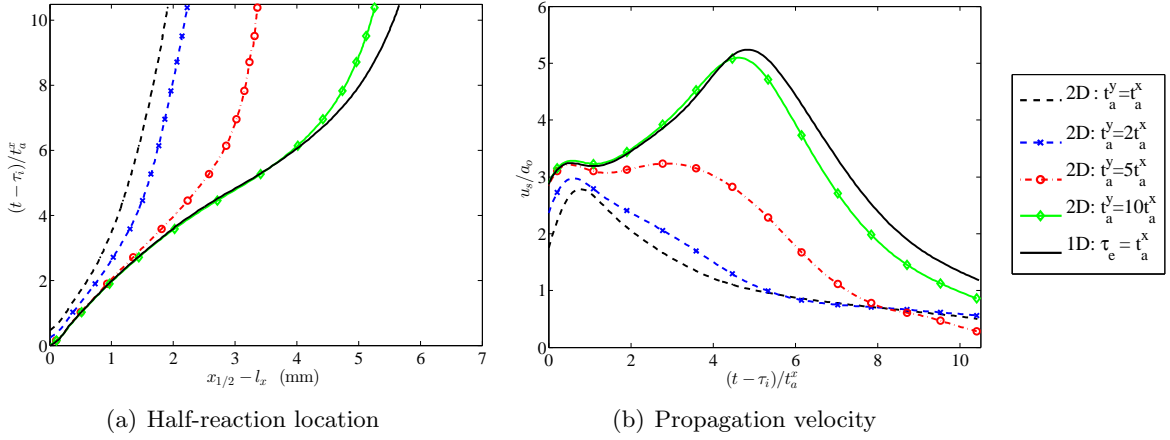 10
8
6
4
2
0
0 1 2 3 4 5 6 7
(t − τᵢ)/tₐˣ
x₁/₂ − lₓ (mm)
(a) Half-reaction location
6
5
4
3
2
1
0
0 2 4 6 8 10
uₛ/aₒ
(t − τᵢ)/tₐˣ
(b) Propagation velocity
2D: tₐʸ=tₐˣ
2D: tₐʸ=2tₐˣ
2D: tₐʸ=5tₐˣ
2D: tₐʸ=10tₐˣ
1D: τₑ = tₐˣ